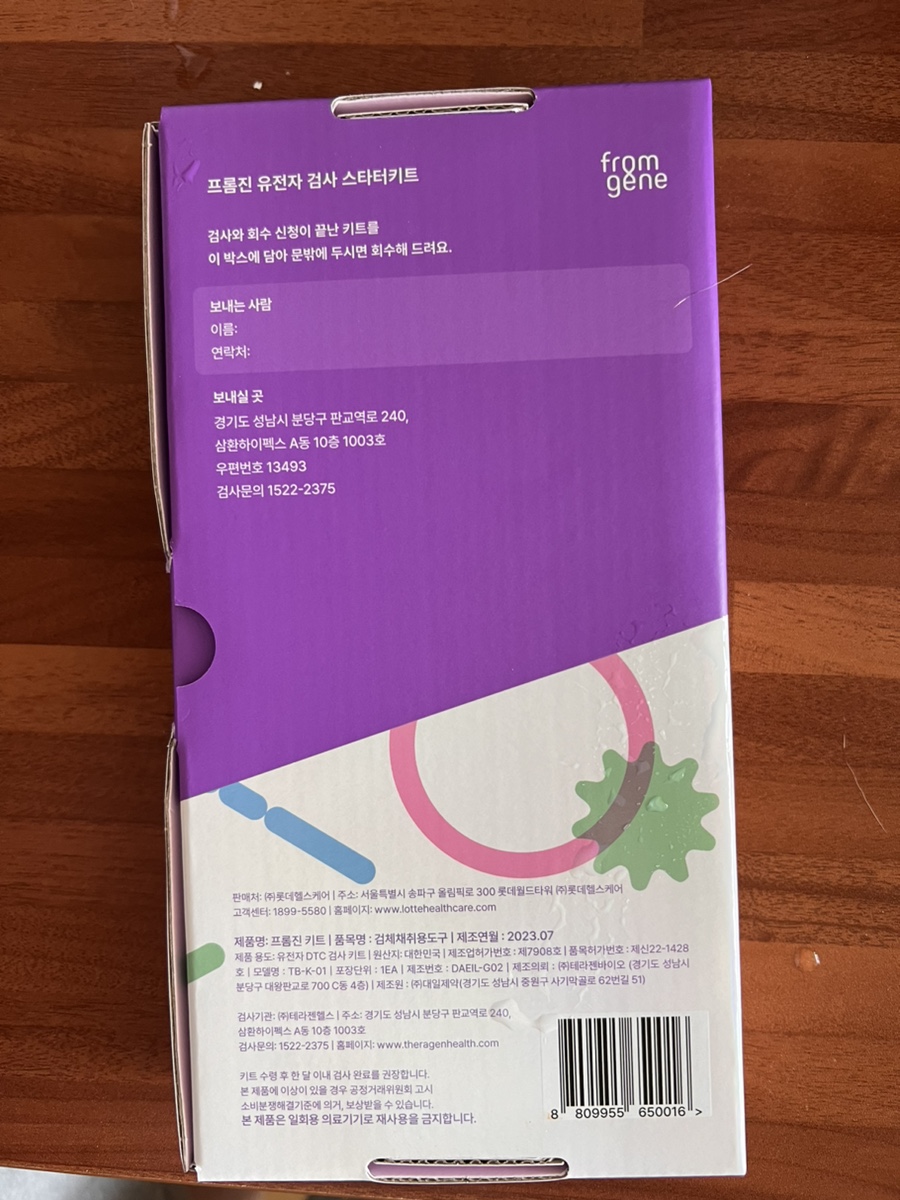 프롬진 유전자 검사 스타터키트
from
gene
검사와 회수 신청이 끝난 키트를
이 박스에 담아 문밖에 두시면 회수해 드려요.
보내는 사람
이름:
연락처:
보내실 곳
경기도 성남시 분당구 판교역로 240,
삼환하이펙스 A동 10층 1003호
우편번호 13493
검사문의 1522-2375
판매처: ㈜롯데헬스케어 | 주소: 서울특별시 송파구 올림픽로 300 롯데월드타워 ㈜롯데헬스케어
고객센터: 1899-5580 | 홈페이지: www.lottehealthcare.com
제품명: 프롬진 키트 | 품목명 : 검체채취용도구 | 제조연월 : 2023.07
제품 용도: 유전자 DTC 검사 키트 | 원산지: 대한민국 | 제조업허가번호 : 제7908호 | 품목허가번호 : 제신22-1428
호 | 모델명 : TB-K-01 | 포장단위 : 1EA | 제조번호 : DAEIL-G02 | 제조의뢰 : ㈜테라젠바이오 (경기도 성남시
분당구 대왕판교로 700 C동 4층) | 제조원 : ㈜대일제약(경기도 성남시 중원구 사기막골로 62번길 51)
검사기관: ㈜테라젠헬스 | 주소: 경기도 성남시 분당구 판교역로 240,
삼환하이펙스 A동 10층 1003호
검사문의: 1522-2375 | 홈페이지: www.theragenhealth.com
키트 수령 후 한 달 이내 검사 완료를 권장합니다.
본 제품에 이상이 있을 경우 공정거래위원회 고시
소비분쟁해결기준에 의거, 보상받을 수 있습니다.
본 제품은 일회용 의료기기로 재사용을 금지합니다.
8 809955 650016 >